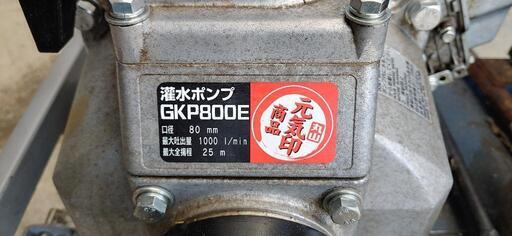 灌水ポンプ
GKP800E
口径 80 mm
最大吐出量 1000 l/min
最大全揚程 25 m
元気印
商品